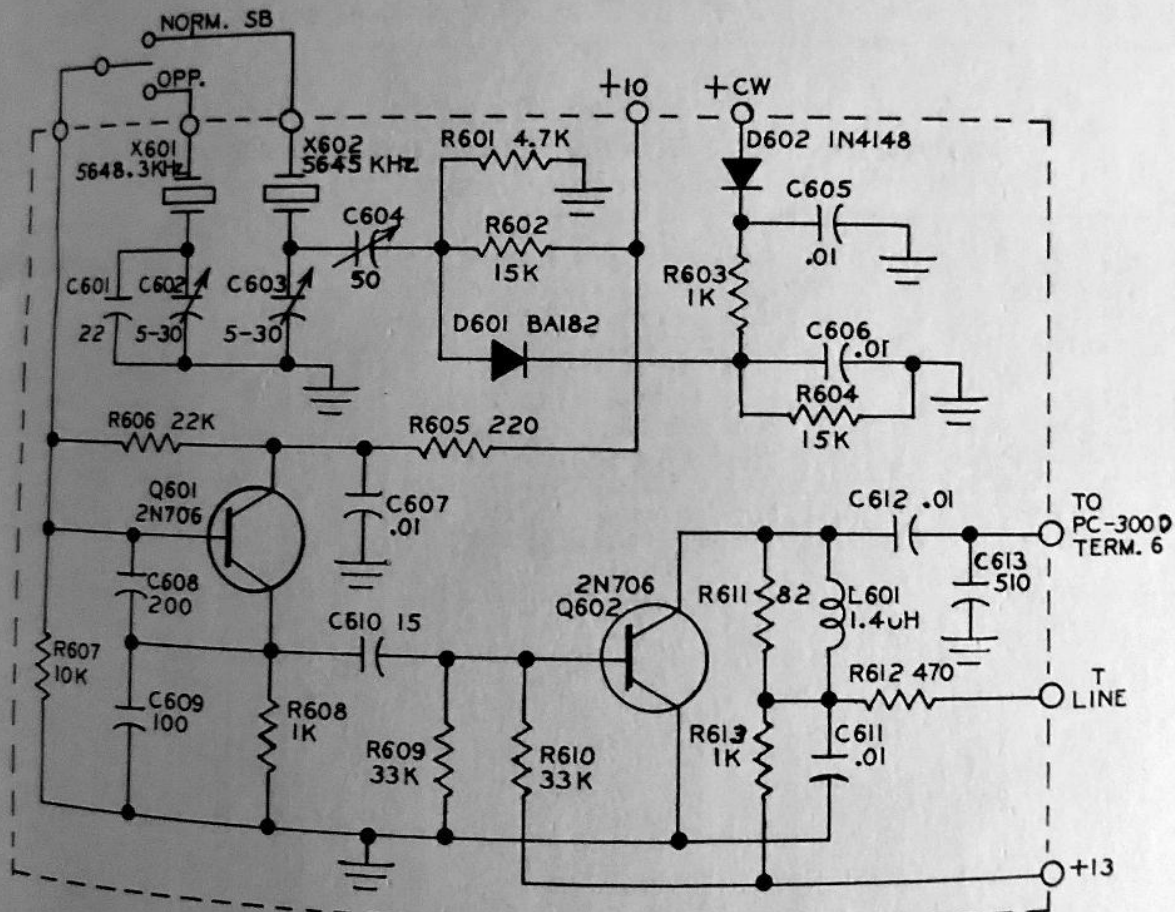 NORM. SB
OPP.
+10
+CW
X601
5648.3KHz
X602
5645 KHz
R601 4.7K
D602 1N4148
C605
.01
C604
50
R602
15K
R603
1K
C601
22
C602
5-30
C603
5-30
D601 BA182
C606
.01
R604
15K
R606 22K
R605 220
Q601
2N706
C607
.01
C612 .01
TO
PC-300D
TERM. 6
C613
510
C608
200
2N706
Q602
R611
82
L601
1.4uH
C610 15
R607
10K
R612 470
T
LINE
C609
100
R608
1K
R609
33K
R610
33K
R613
1K
C611
.01
+13